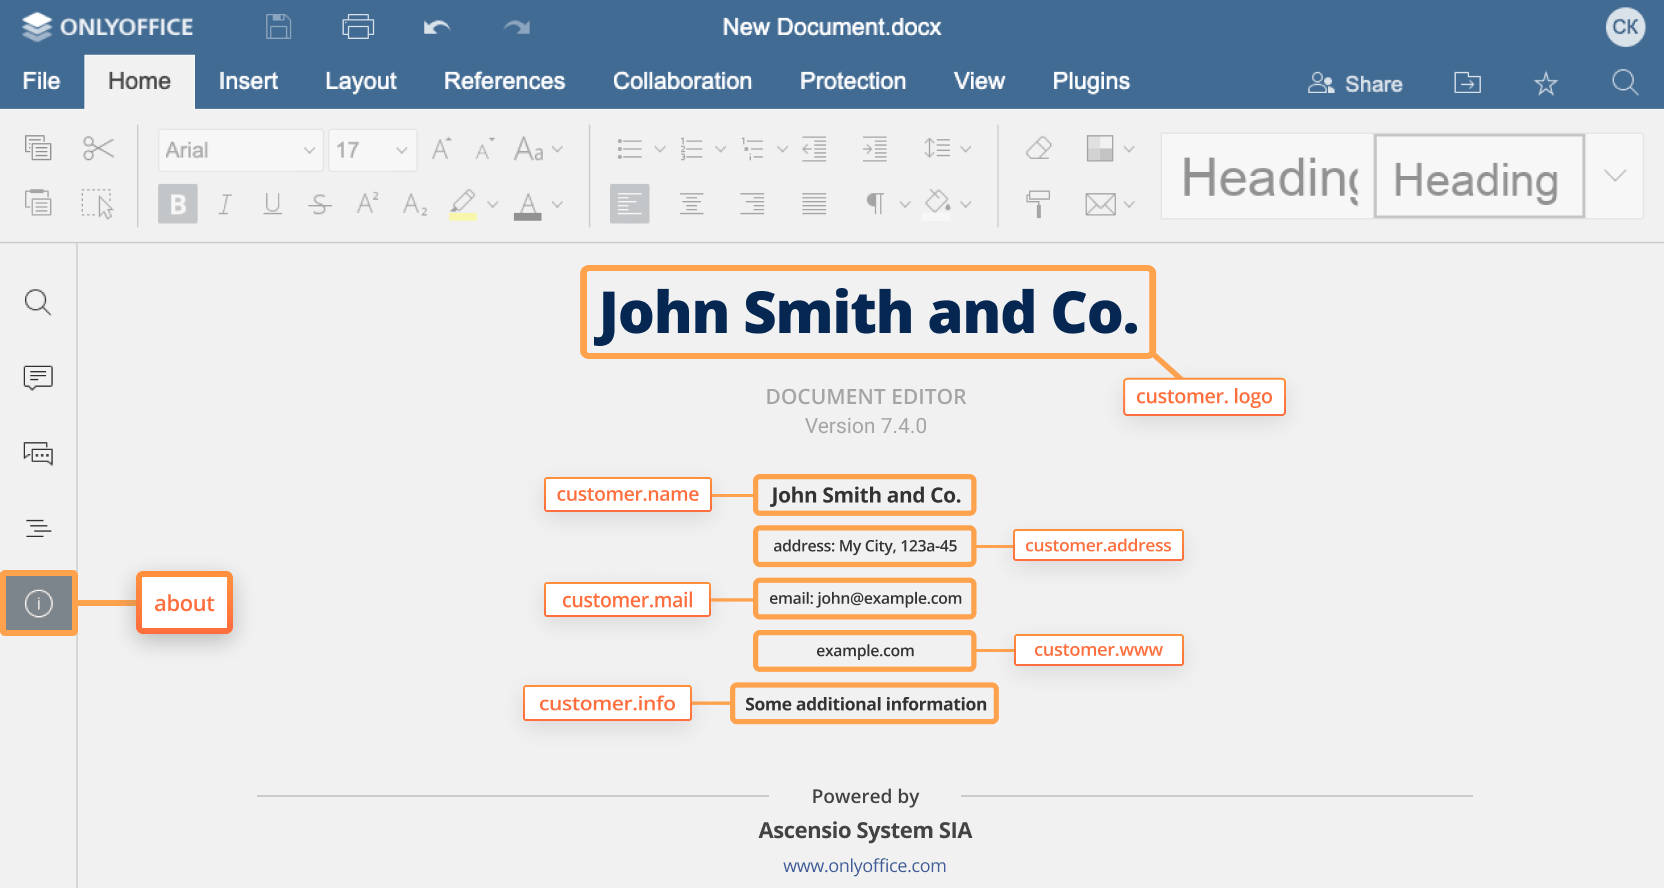 ONLYOFFICE
New Document.docx
CK
File
Home
Insert
Layout
References
Collaboration
Protection
View
Plugins
Share
Arial
17
Aa
B I U S A² A₂ A
Heading
Heading
John Smith and Co.
customer. logo
DOCUMENT EDITOR
Version 7.4.0
customer.name
John Smith and Co.
address: My City, 123a-45
customer.address
customer.mail
email: john@example.com
example.com
customer.www
about
customer.info
Some additional information
Powered by
Ascensio System SIA
www.onlyoffice.com